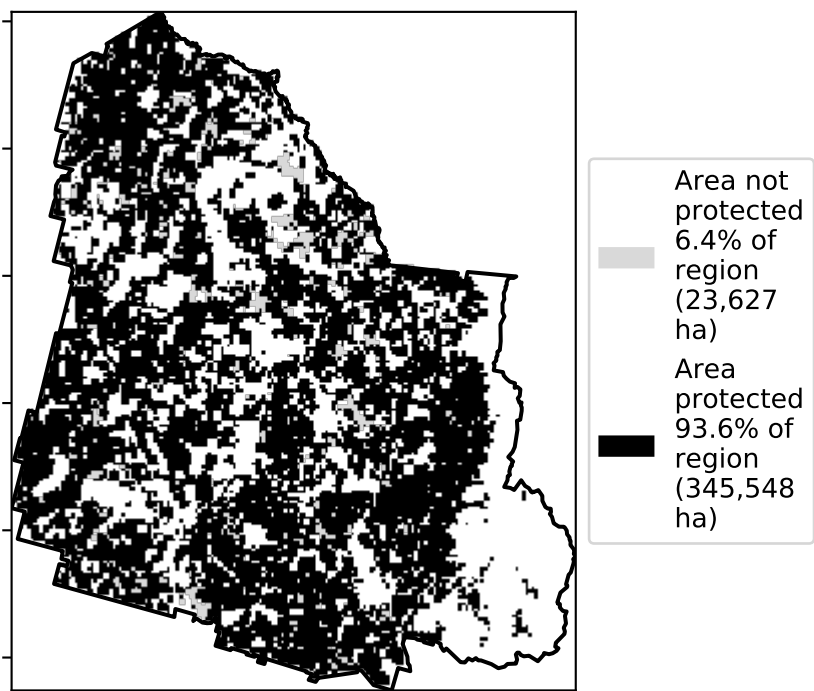 Area not
protected
6.4% of
region
(23,627
ha)
Area
protected
93.6% of
region
(345,548
ha)